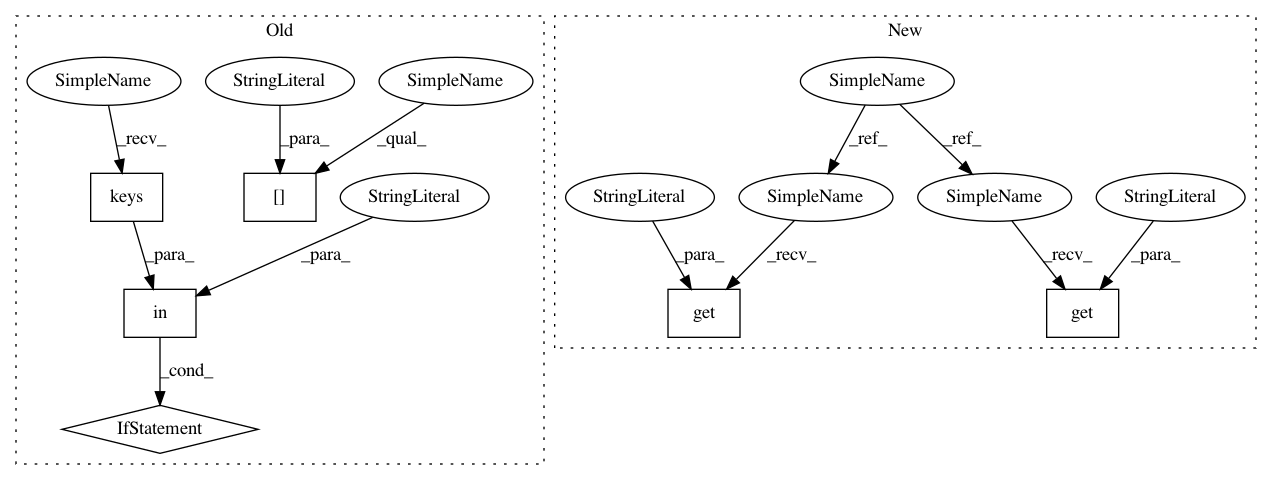 Old
New
SimpleName
StringLiteral
SimpleName
SimpleName
_recv_
_para_
_qual_
_ref_
_ref_
keys
[]
StringLiteral
StringLiteral
SimpleName
SimpleName
StringLiteral
_para_
_para_
_para_
_recv_
_recv_
_para_
in
get
get
_cond_
IfStatement